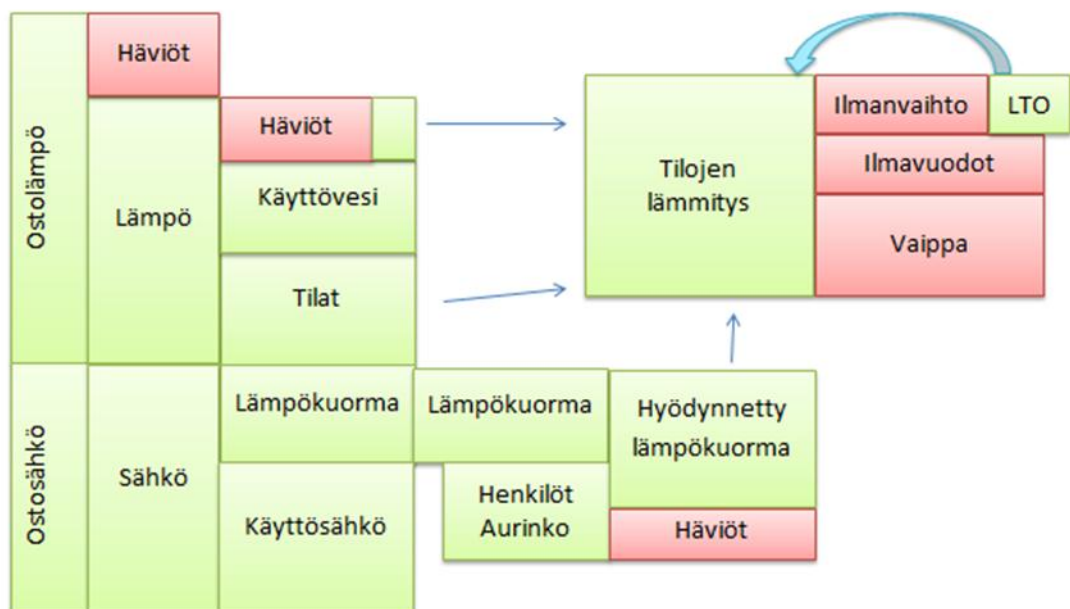 Ostolämpö
Häviöt
Lämpö
Häviöt
Käyttövesi
Tilat
Ostosähkö
Sähkö
Lämpökuorma
Käyttösähkö
Lämpökuorma
Henkilöt
Aurinko
Hyödynnetty
lämpökuorma
Häviöt
Tilojen
lämmitys
Ilmanvaihto
LTO
Ilmavuodot
Vaippa